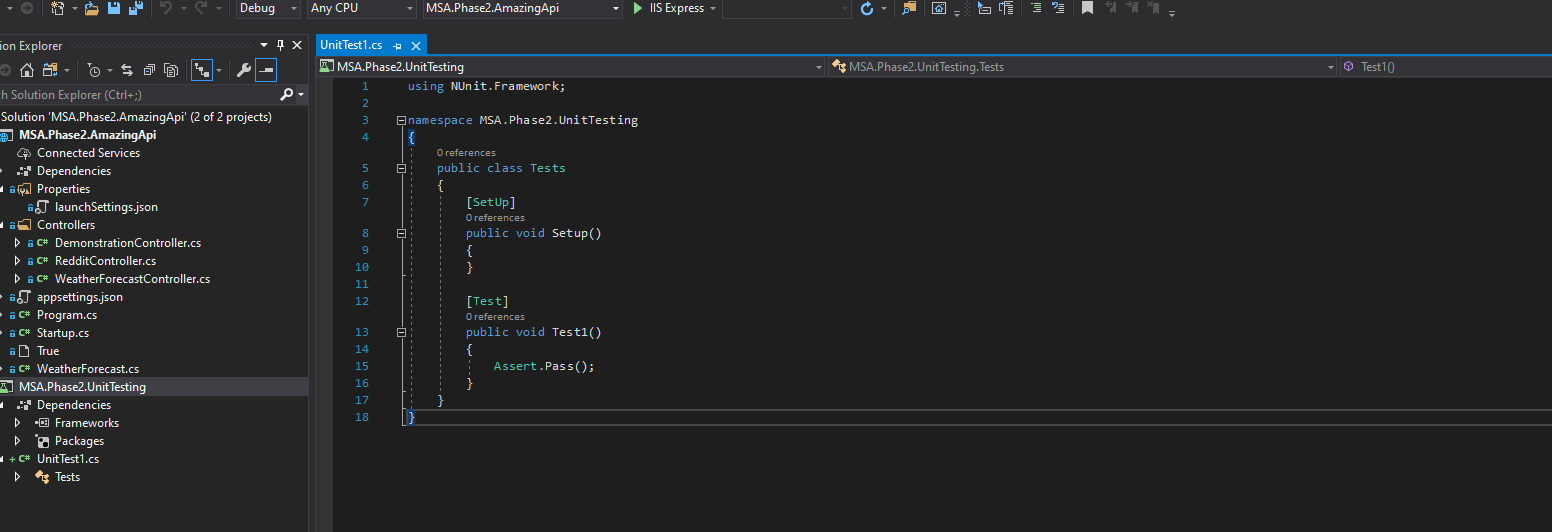 Debug
Any CPU
MSA.Phase2.AmazingApi
IIS Express
ion Explorer
h Solution Explorer (Ctrl+;)
Solution 'MSA.Phase2.AmazingApi' (2 of 2 projects)
MSA.Phase2.AmazingApi
Connected Services
Dependencies
Properties
launchSettings.json
Controllers
C# DemonstrationController.cs
C# RedditController.cs
C# WeatherForecastController.cs
appsettings.json
C# Program.cs
C# Startup.cs
True
C# WeatherForecast.cs
MSA.Phase2.UnitTesting
Dependencies
Frameworks
Packages
C# UnitTest1.cs
Tests
UnitTest1.cs
MSA.Phase2.UnitTesting
MSA.Phase2.UnitTesting.Tests
Test1()
1 using NUnit.Framework;
2
3 namespace MSA.Phase2.UnitTesting
4 {
0 references
5 public class Tests
6 {
7 [SetUp]
0 references
8 public void Setup()
9 {
10 }
11
12 [Test]
0 references
13 public void Test1()
14 {
15 Assert.Pass();
16 }
17 }
18 }